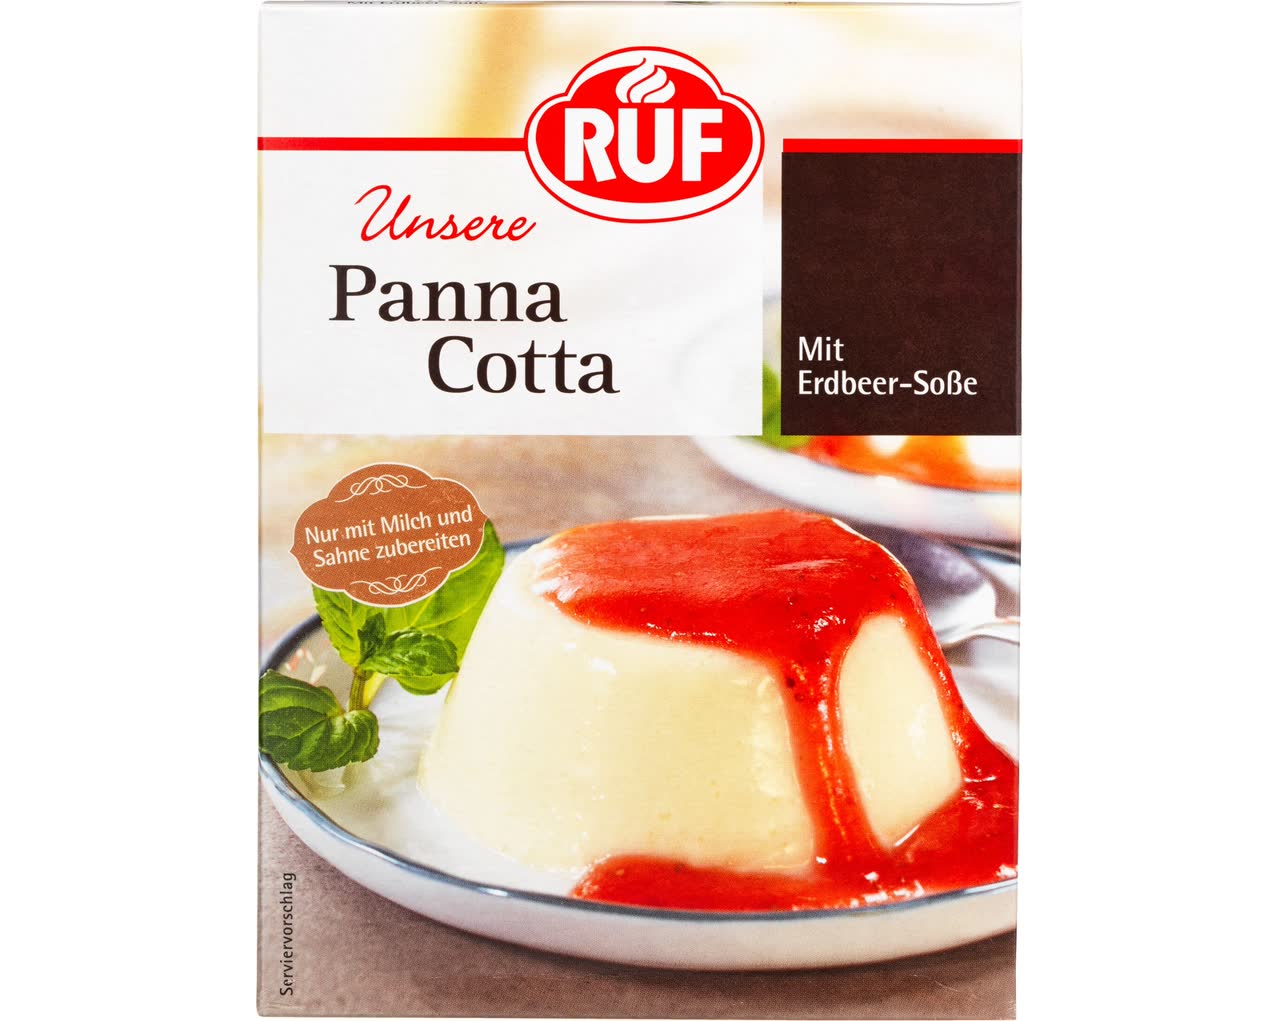 RUF
Unsere
Panna
Cotta
Mit
Erdbeer-Soße
Nur mit Milch und
Sahne zubereiten
Serviervorschlag